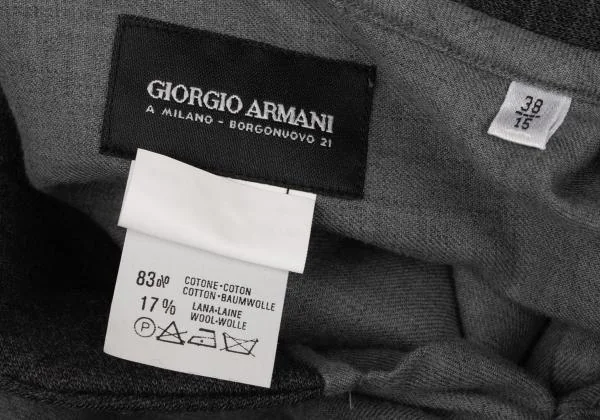 GIORGIO ARMANI
A MILANO - BORGONUOVO 21
38
15
83% COTONE·COTON
COTTON·BAUMWOLLE
17% LANA·LAINE
WOOL·WOLLE
P